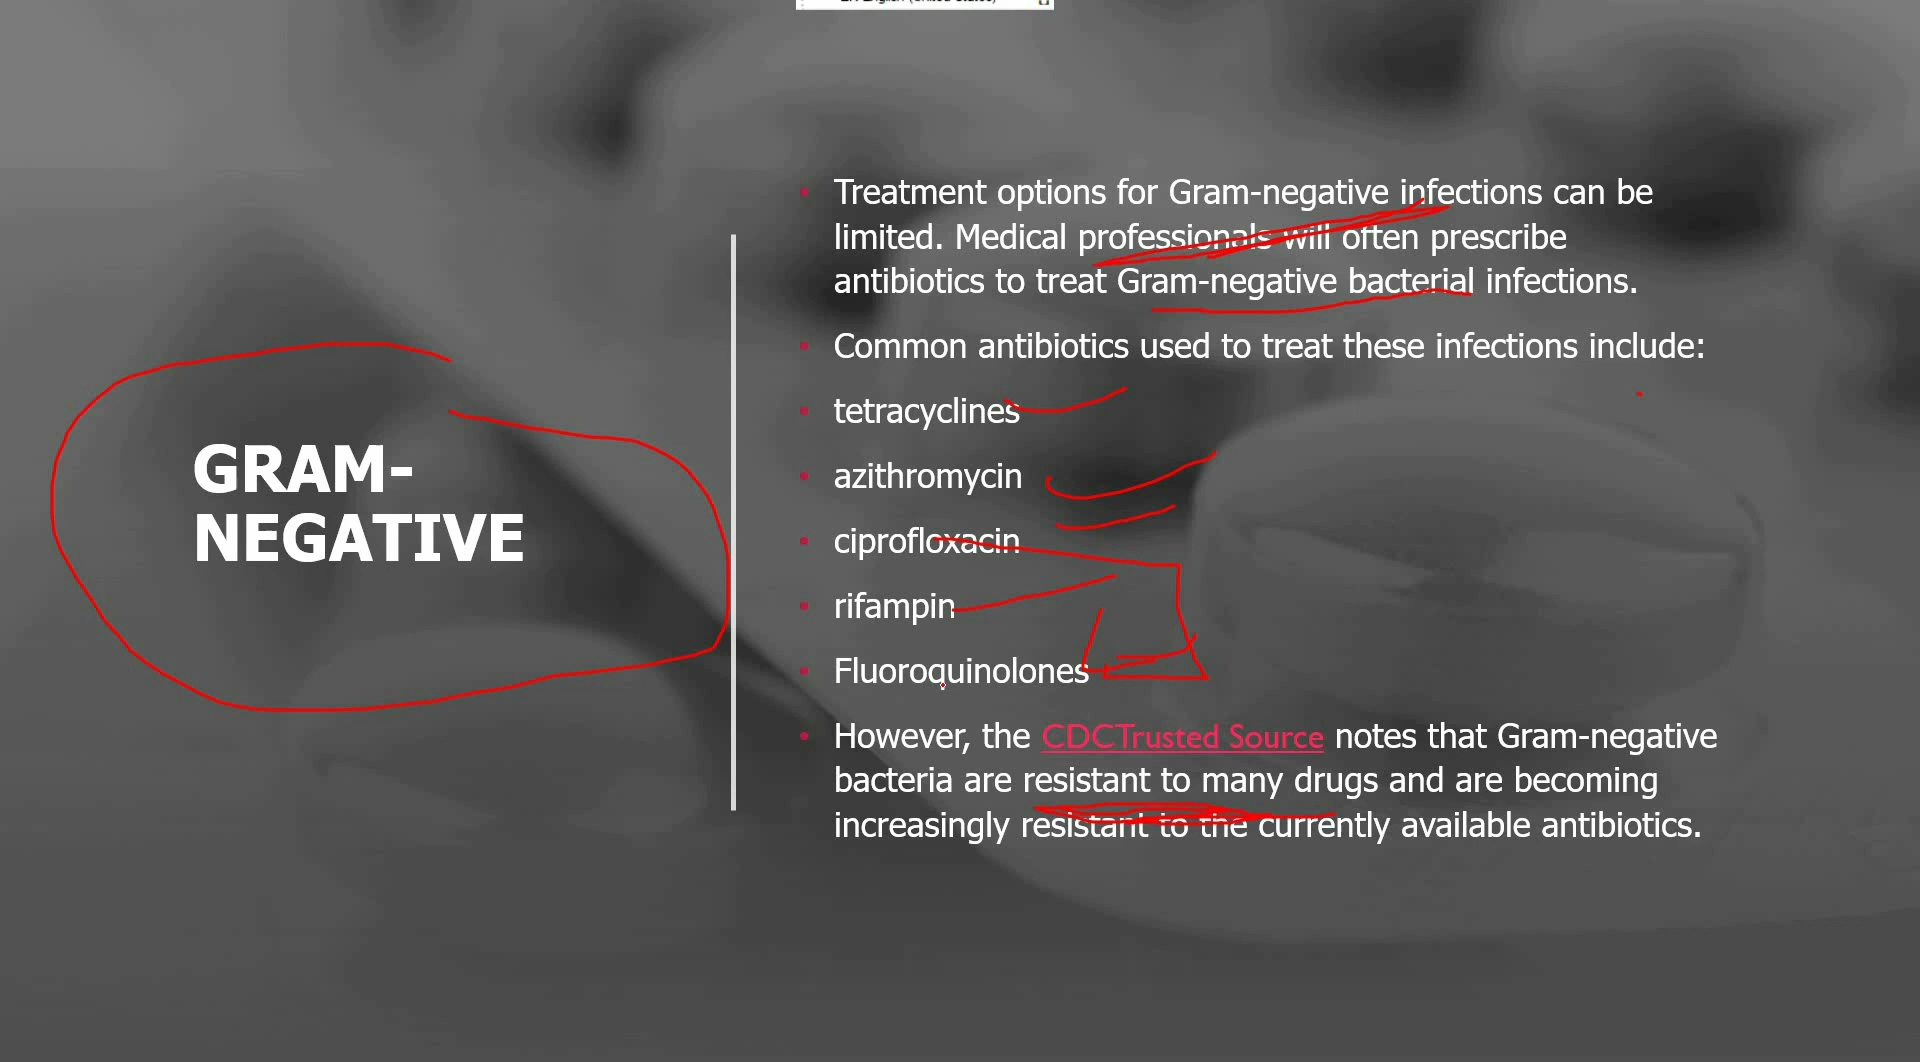 GRAM-
NEGATIVE
Treatment options for Gram-negative infections can be
limited. Medical professionals will often prescribe
antibiotics to treat Gram-negative bacterial infections.
Common antibiotics used to treat these infections include:
tetracyclines
azithromycin
ciprofloxacin
rifampin
Fluoroquinolones
However, the CDCTrusted Source notes that Gram-negative
bacteria are resistant to many drugs and are becoming
increasingly resistant to the currently available antibiotics.